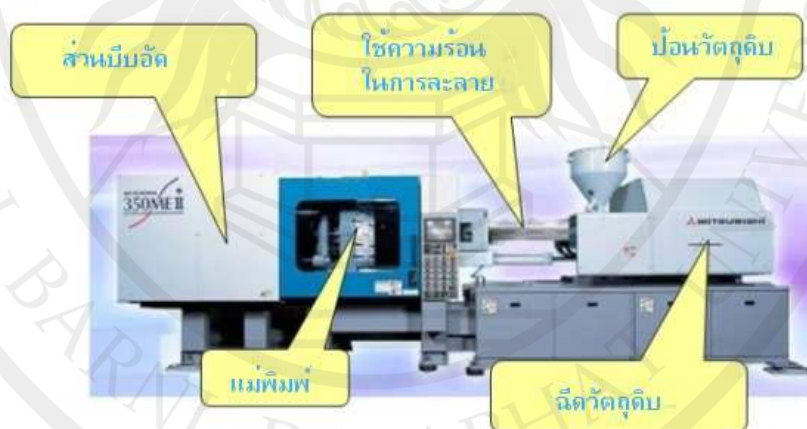 ส่วนบีบอัด
ใช้ความร้อน
ในการละลาย
ป้อนวัตถุดิบ
350MEII
MITSUBISHI
แม่พิมพ์
ฉีดวัตถุดิบ